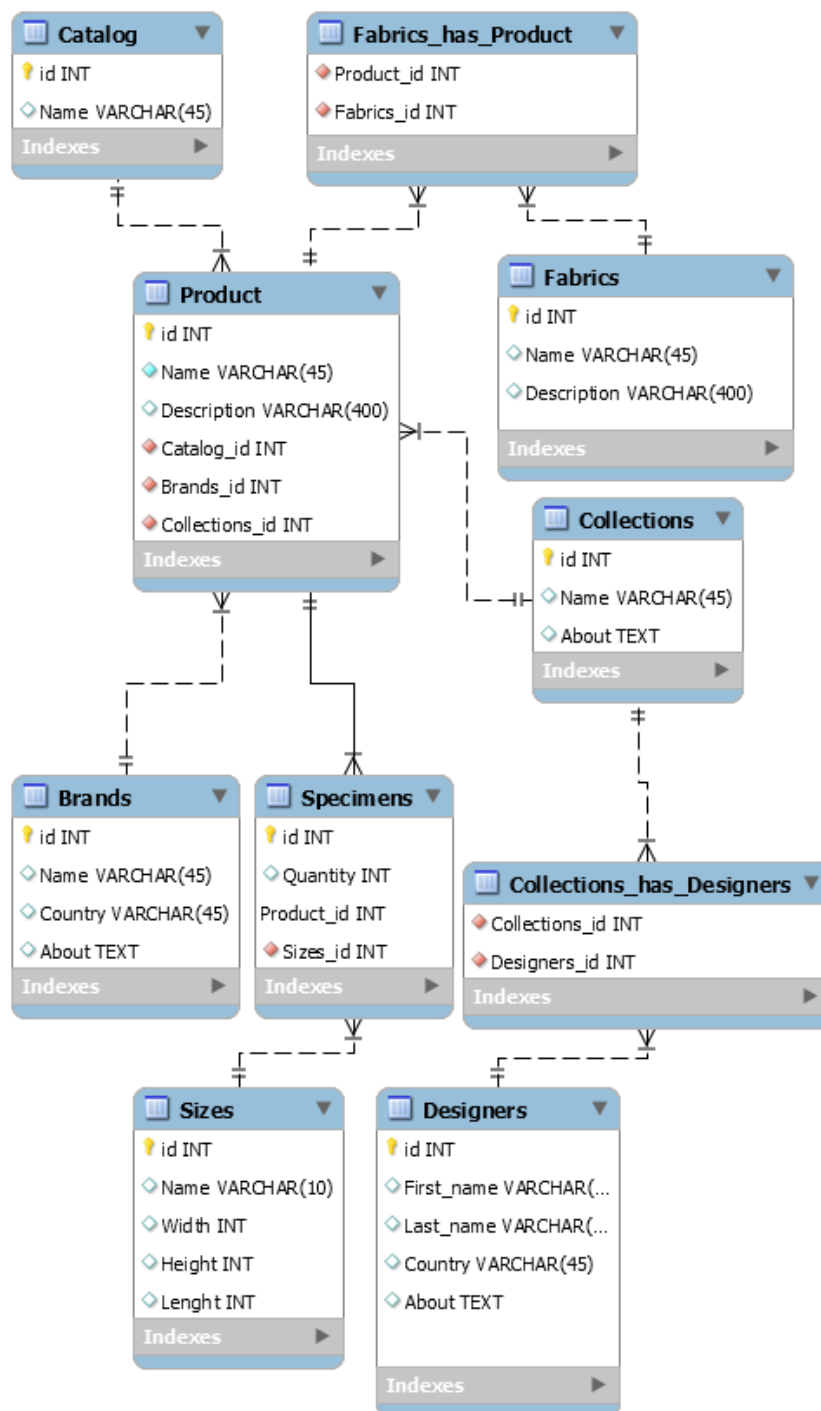 Catalog
id INT
Name VARCHAR(45)
Indexes
Fabrics_has_Product
Product_id INT
Fabrics_id INT
Indexes
Product
id INT
Name VARCHAR(45)
Description VARCHAR(400)
Catalog_id INT
Brands_id INT
Collections_id INT
Indexes
Fabrics
id INT
Name VARCHAR(45)
Description VARCHAR(400)
Indexes
Collections
id INT
Name VARCHAR(45)
About TEXT
Indexes
Brands
id INT
Name VARCHAR(45)
Country VARCHAR(45)
About TEXT
Indexes
Specimens
id INT
Quantity INT
Product_id INT
Sizes_id INT
Indexes
Collections_has_Designers
Collections_id INT
Designers_id INT
Indexes
Sizes
id INT
Name VARCHAR(10)
Width INT
Height INT
Lenght INT
Indexes
Designers
id INT
First_name VARCHAR(...
Last_name VARCHAR(...
Country VARCHAR(45)
About TEXT
Indexes